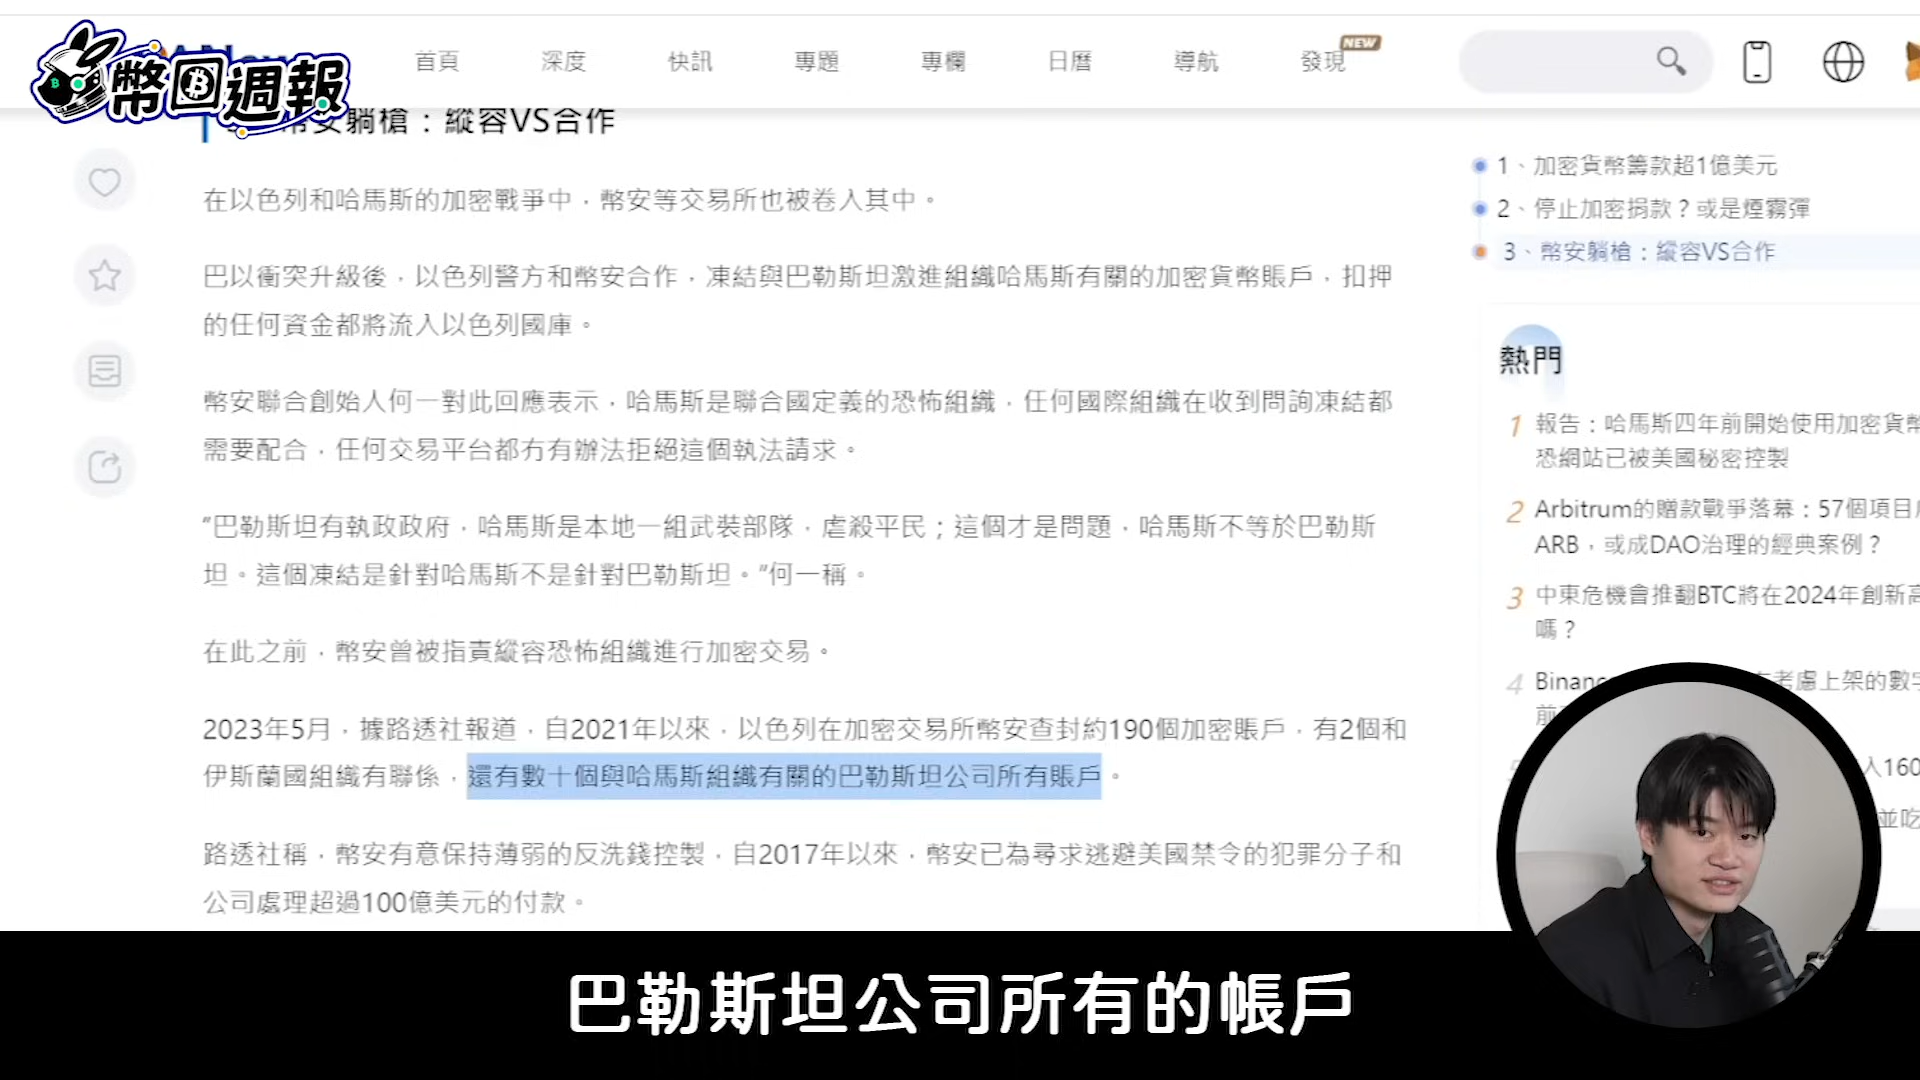 幣回週報
首頁 深度 快訊 專題 專欄 日曆 導航 發現 NEW
幣安躺槍：縱容VS合作
在以色列和哈馬斯的加密戰爭中，幣安等交易所也被卷入其中。
巴以衝突升級後，以色列警方和幣安合作，凍結與巴勒斯坦激進組織哈馬斯有關的加密貨幣賬戶，扣押
的任何資金都將流入以色列國庫。
幣安聯合創始人何一對此回應表示，哈馬斯是聯合國定義的恐怖組織，任何國際組織在收到問詢凍結都
需要配合，任何交易平台都冇有辦法拒絕這個執法請求。
"巴勒斯坦有執政政府，哈馬斯是本地一組武裝部隊，虐殺平民；這個才是問題，哈馬斯不等於巴勒斯
坦。這個凍結是針對哈馬斯不是針對巴勒斯坦。"何一稱。
在此之前，幣安曾被指責縱容恐怖組織進行加密交易。
2023年5月，據路透社報道，自2021年以來，以色列在加密交易所幣安查封約190個加密賬戶，有2個和
伊斯蘭國組織有聯係，還有數十個與哈馬斯組織有關的巴勒斯坦公司所有賬戶。
路透社稱，幣安有意保持薄弱的反洗錢控製，自2017年以來，幣安已為尋求逃避美國禁令的犯罪分子和
公司處理超過100億美元的付款。
1、加密貨幣籌款超1億美元
2、停止加密捐款？或是煙霧彈
3、幣安躺槍：縱容VS合作
熱門
1 報告：哈馬斯四年前開始使用加密貨幣
恐網站已被美國秘密控製
2 Arbitrum的贈款戰爭落幕：57個項目
ARB，或成DAO治理的經典案例？
3 中東危機會推翻BTC將在2024年創新高
嗎？
4 Binanc 考慮上架的數字
前
入160
並吃
巴勒斯坦公司所有的帳戶